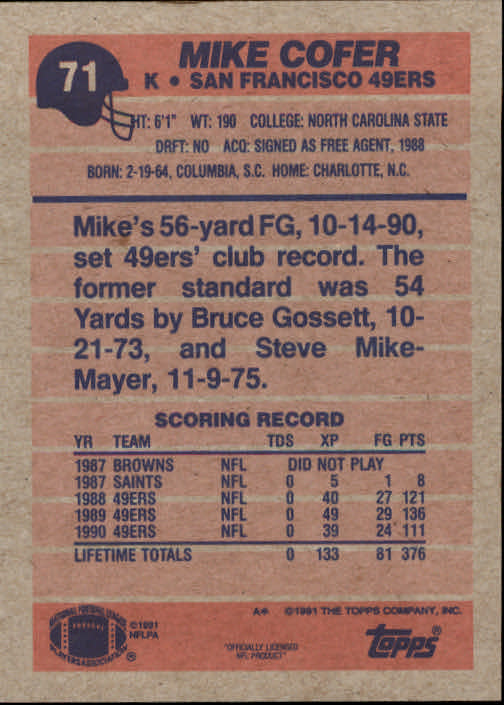 71
MIKE COFER
K • SAN FRANCISCO 49ERS
HT: 6'1" WT: 190 COLLEGE: NORTH CAROLINA STATE
DRFT: NO ACQ: SIGNED AS FREE AGENT, 1988
BORN: 2-19-64, COLUMBIA, S.C. HOME: CHARLOTTE, N.C.
Mike's 56-yard FG, 10-14-90,
set 49ers' club record. The
former standard was 54
Yards by Bruce Gossett, 10-
21-73, and Steve Mike-
Mayer, 11-9-75.
SCORING RECORD
YR TEAM TDS XP FG PTS
1987 BROWNS NFL DID NOT PLAY
1987 SAINTS NFL 0 5 1 8
1988 49ERS NFL 0 40 27 121
1989 49ERS NFL 0 49 29 136
1990 49ERS NFL 0 39 24 111
LIFETIME TOTALS 0 133 81 376
A* ©1991 THE TOPPS COMPANY, INC.
NATIONAL FOOTBALL LEAGUE
PLAYERS ASSOCIATION ®
©1991
NFLPA
"OFFICIALLY LICENSED
NFL PRODUCT"
topps®